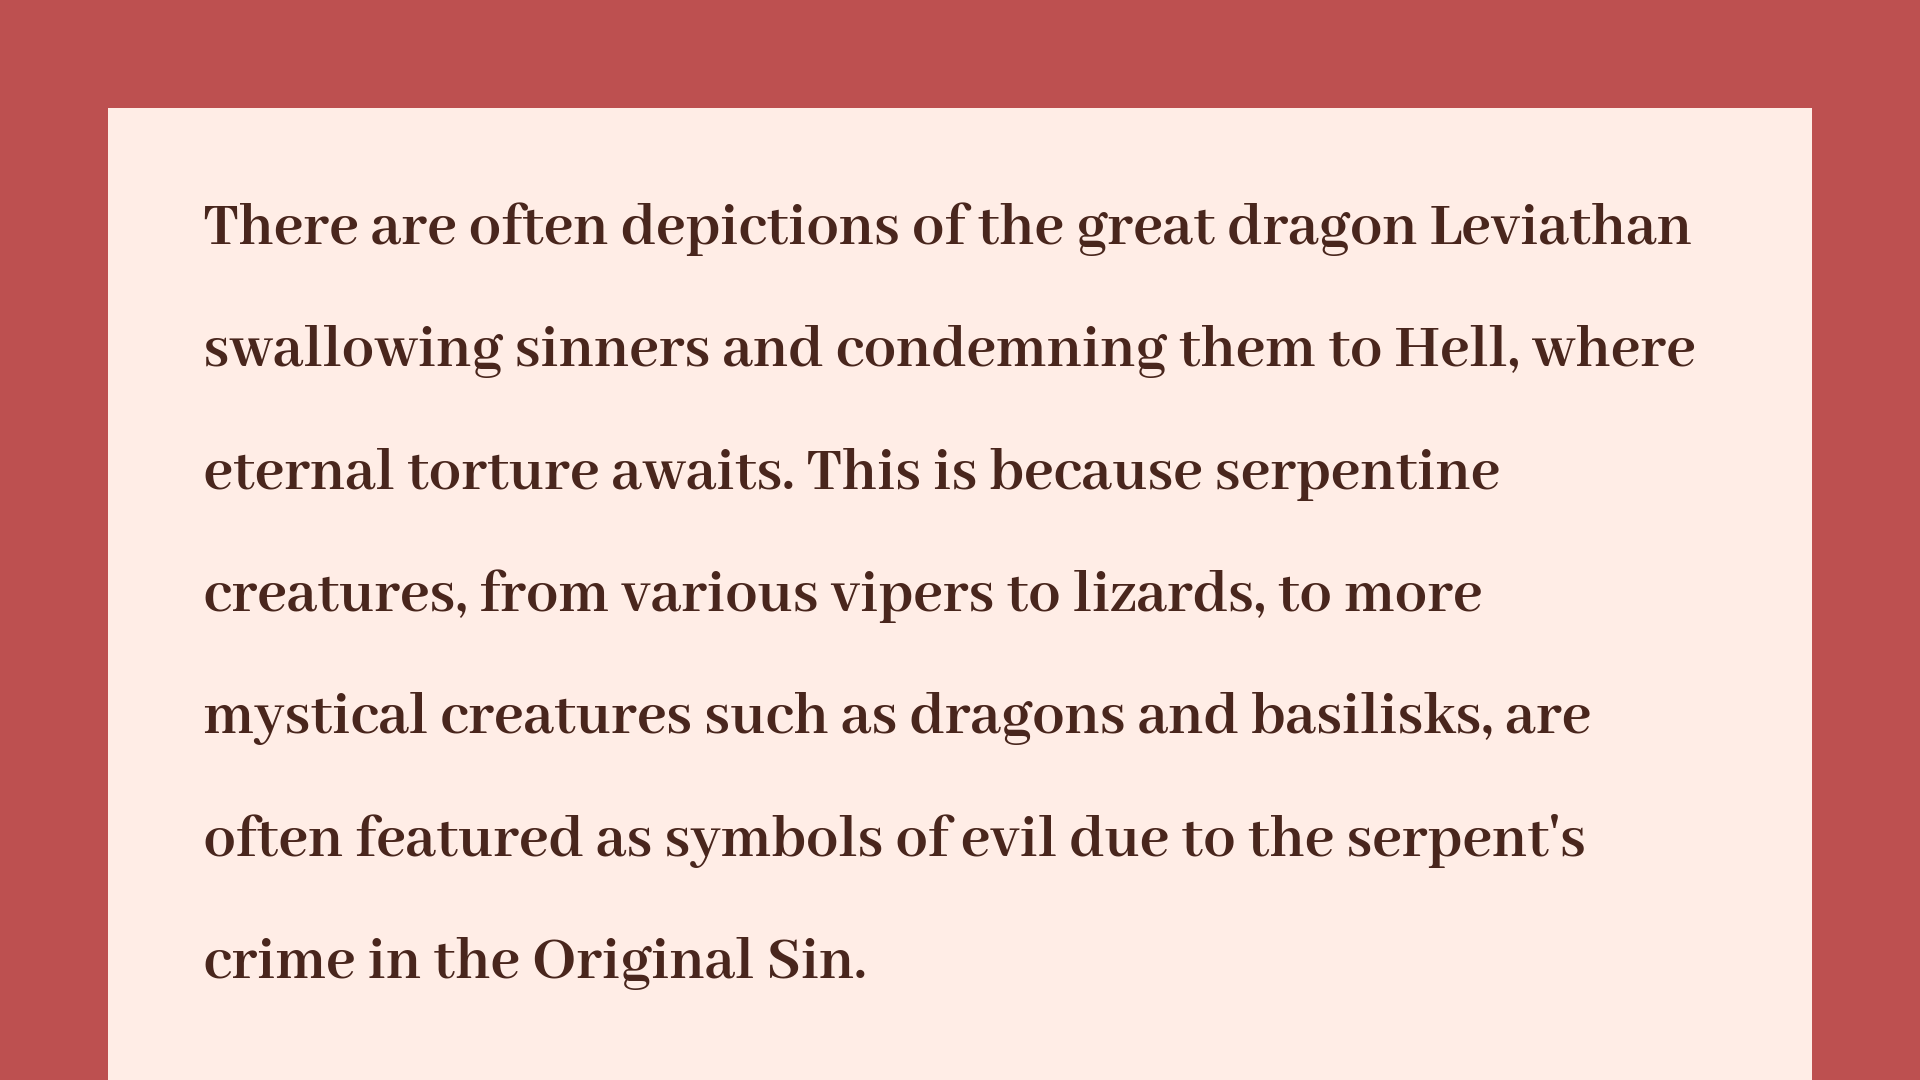 There are often depictions of the great dragon Leviathan
swallowing sinners and condemning them to Hell, where
eternal torture awaits. This is because serpentine
creatures, from various vipers to lizards, to more
mystical creatures such as dragons and basilisks, are
often featured as symbols of evil due to the serpent's
crime in the Original Sin.